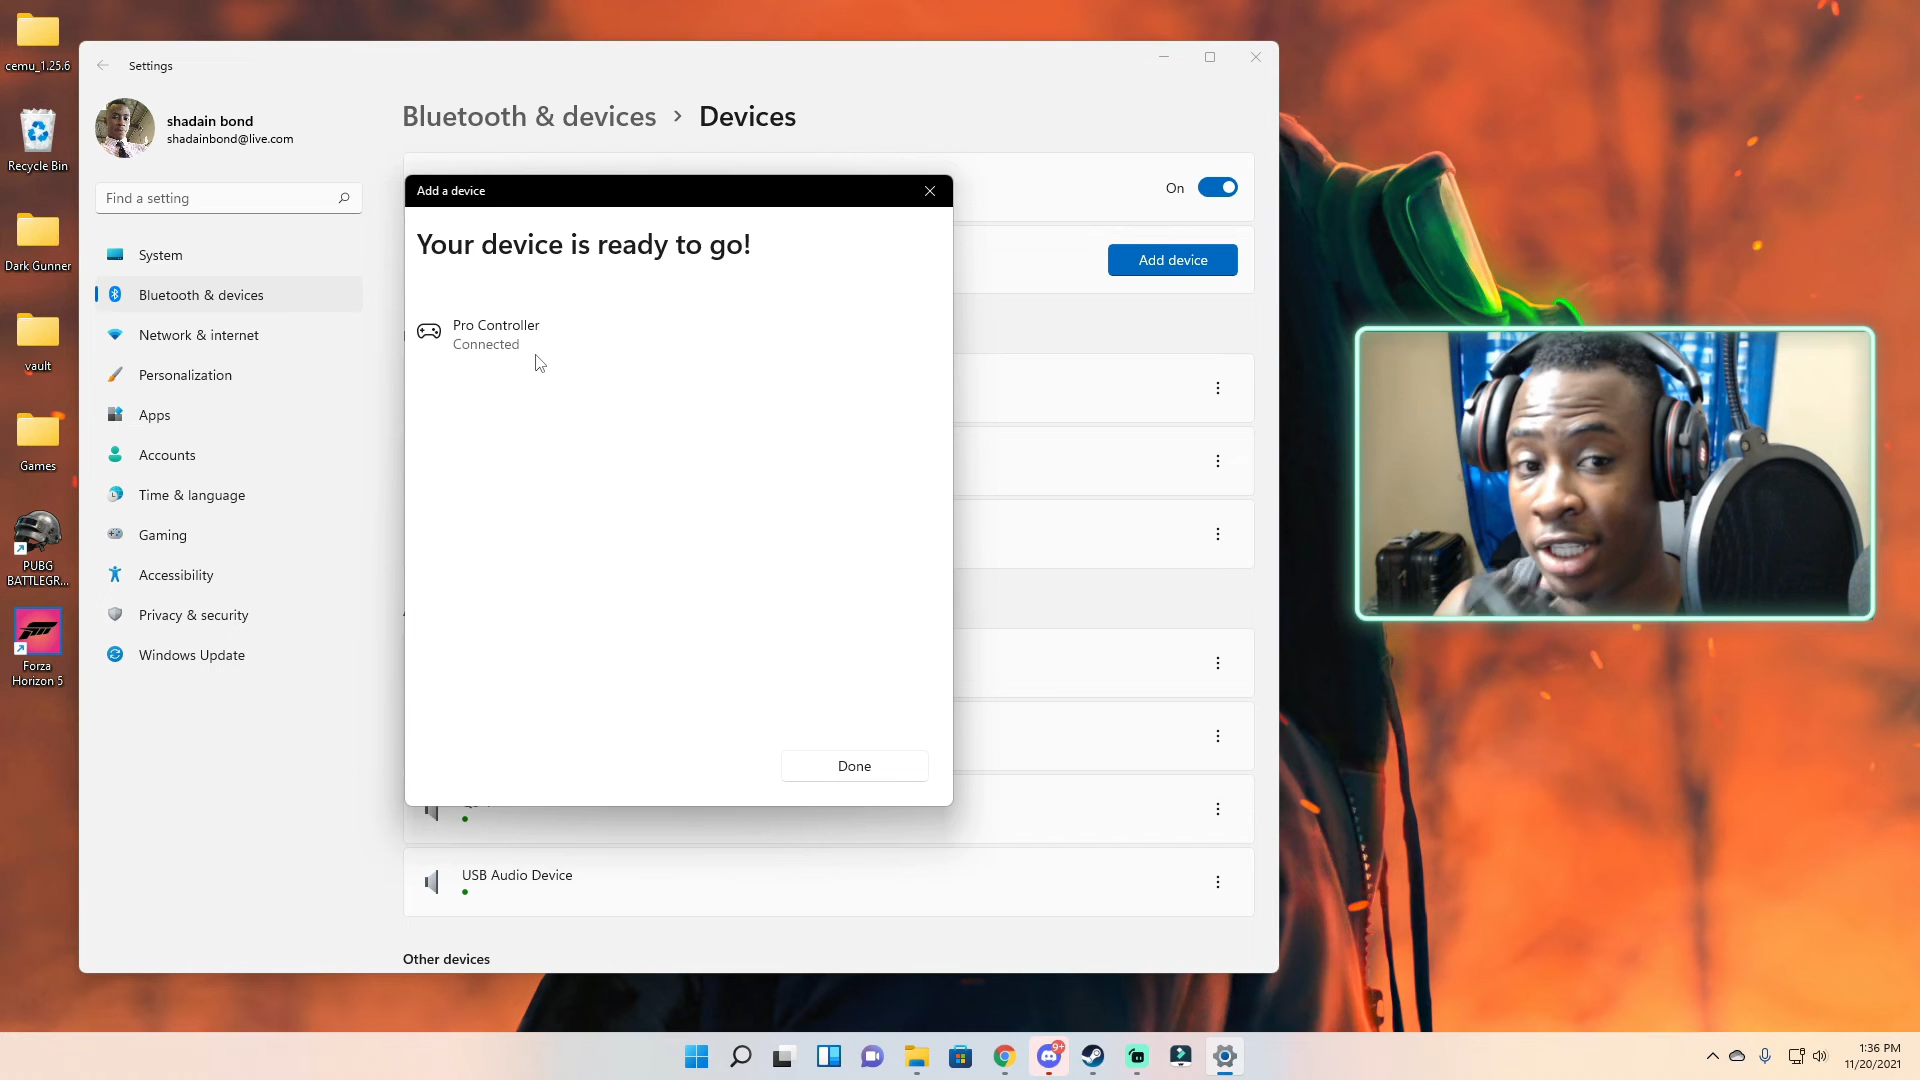 cemu_1.25.6
Recycle Bin
Dark Gunner
vault
Games
PUBG
BATTLEGR...
Forza
Horizon 5
Settings
shadain bond
shadainbond@live.com
Find a setting
System
Bluetooth & devices
Network & internet
Personalization
Apps
Accounts
Time & language
Gaming
Accessibility
Privacy & security
Windows Update
Bluetooth & devices › Devices
On
Add device
Add a device
Your device is ready to go!
Pro Controller
Connected
Done
USB Audio Device
Other devices
9+
1:36 PM
11/20/2021